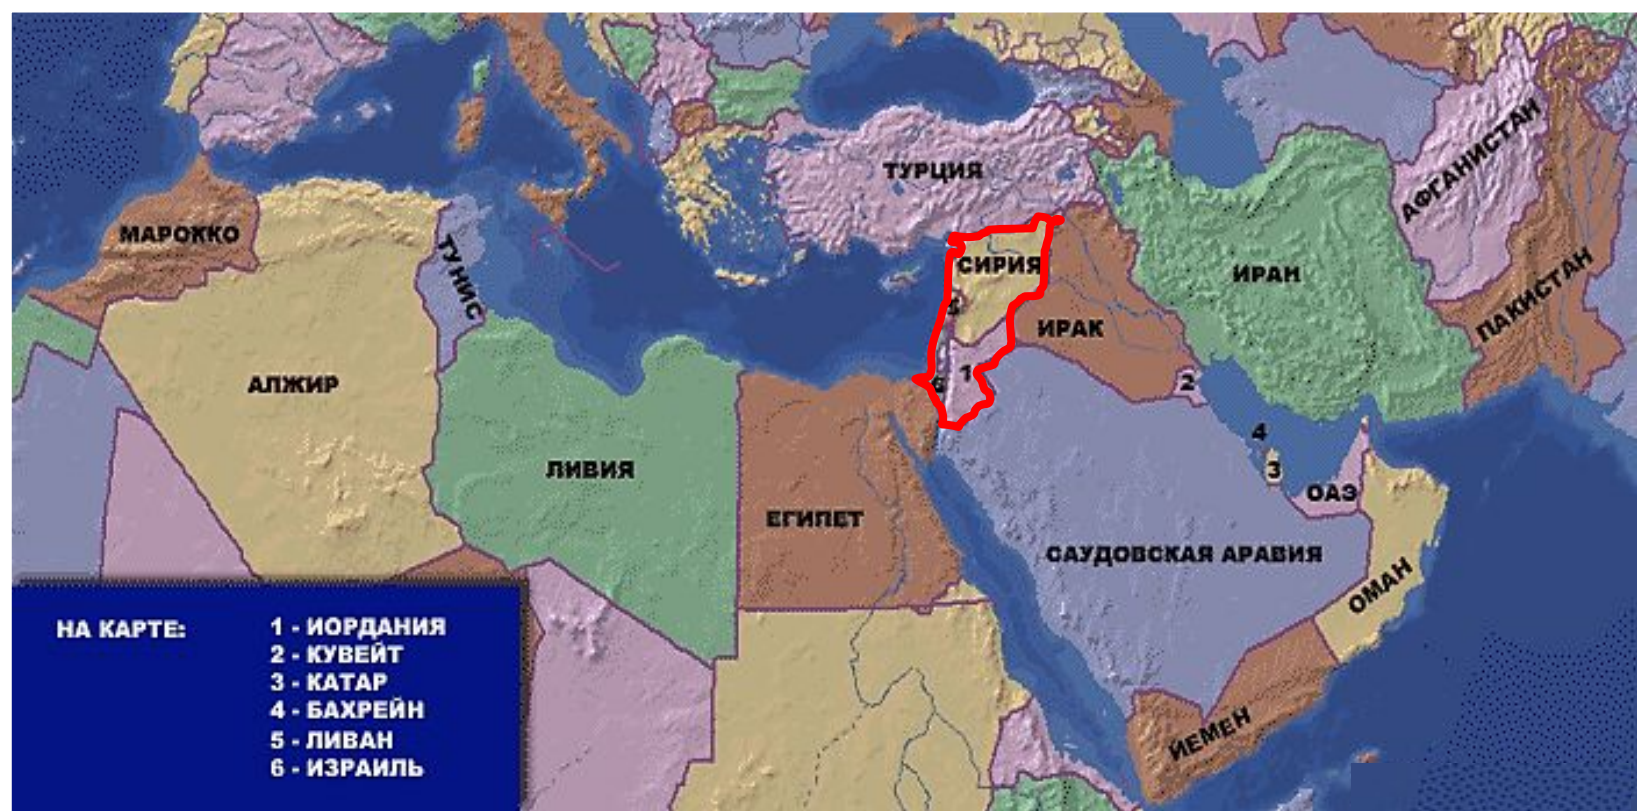 ТУРЦИЯ
АФГАНИСТАН
МАРОККО
ТУНИС
СИРИЯ
ИРАН
ПАКИСТАН
5
ИРАК
АЛЖИР
6
1
2
4
ЛИВИЯ
3
ОАЭ
ЕГИПЕТ
САУДОВСКАЯ АРАВИЯ
ОМАН
ЙЕМЕН
НА КАРТЕ:
1 - ИОРДАНИЯ
2 - КУВЕЙТ
3 - КАТАР
4 - БАХРЕЙН
5 - ЛИВАН
6 - ИЗРАИЛЬ